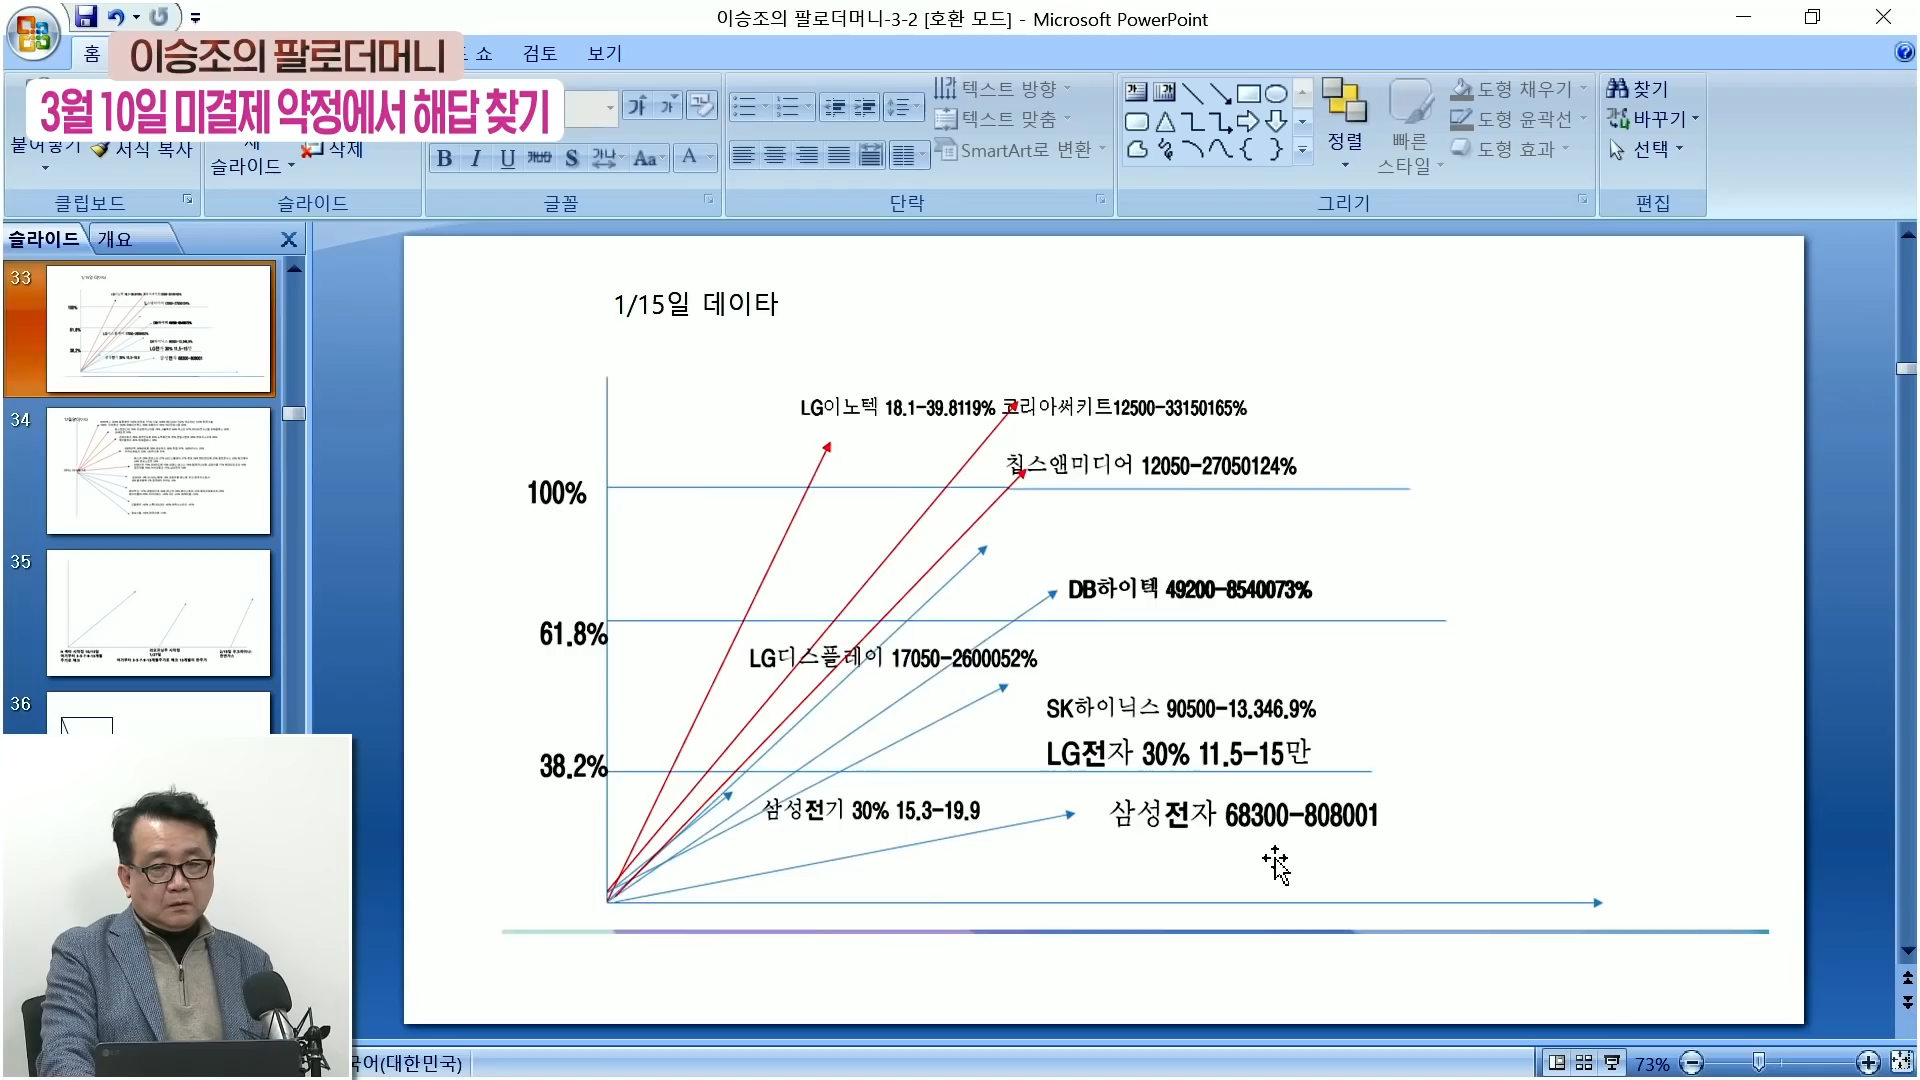 이승조의 팔로더머니-3-2 [호환 모드] - Microsoft PowerPoint
홈
쇼 검토 보기
이승조의 팔로더머니
3월 10일 미결제 약정에서 해답 찾기
붙여넣기
서식 복사
슬라이드
삭제
텍스트 방향
텍스트 맞춤
SmartArt로 변환
정렬
빠른
스타일
도형 채우기
도형 윤곽선
도형 효과
찾기
바꾸기
선택
클립보드
슬라이드
글꼴
단락
그리기
편집
슬라이드 개요
33
34
35
36
1/15일 데이타
LG이노텍 18.1-39.8119% 코리아써키트12500-33150165%
칩스앤미디어 12050-27050124%
100%
DB하이텍 49200-8540073%
61.8%
LG디스플레이 17050-2600052%
SK하이닉스 90500-13.346.9%
LG전자 30% 11.5-15만
38.2%
삼성전기 30% 15.3-19.9
삼성전자 68300-808001
국어(대한민국)
73%